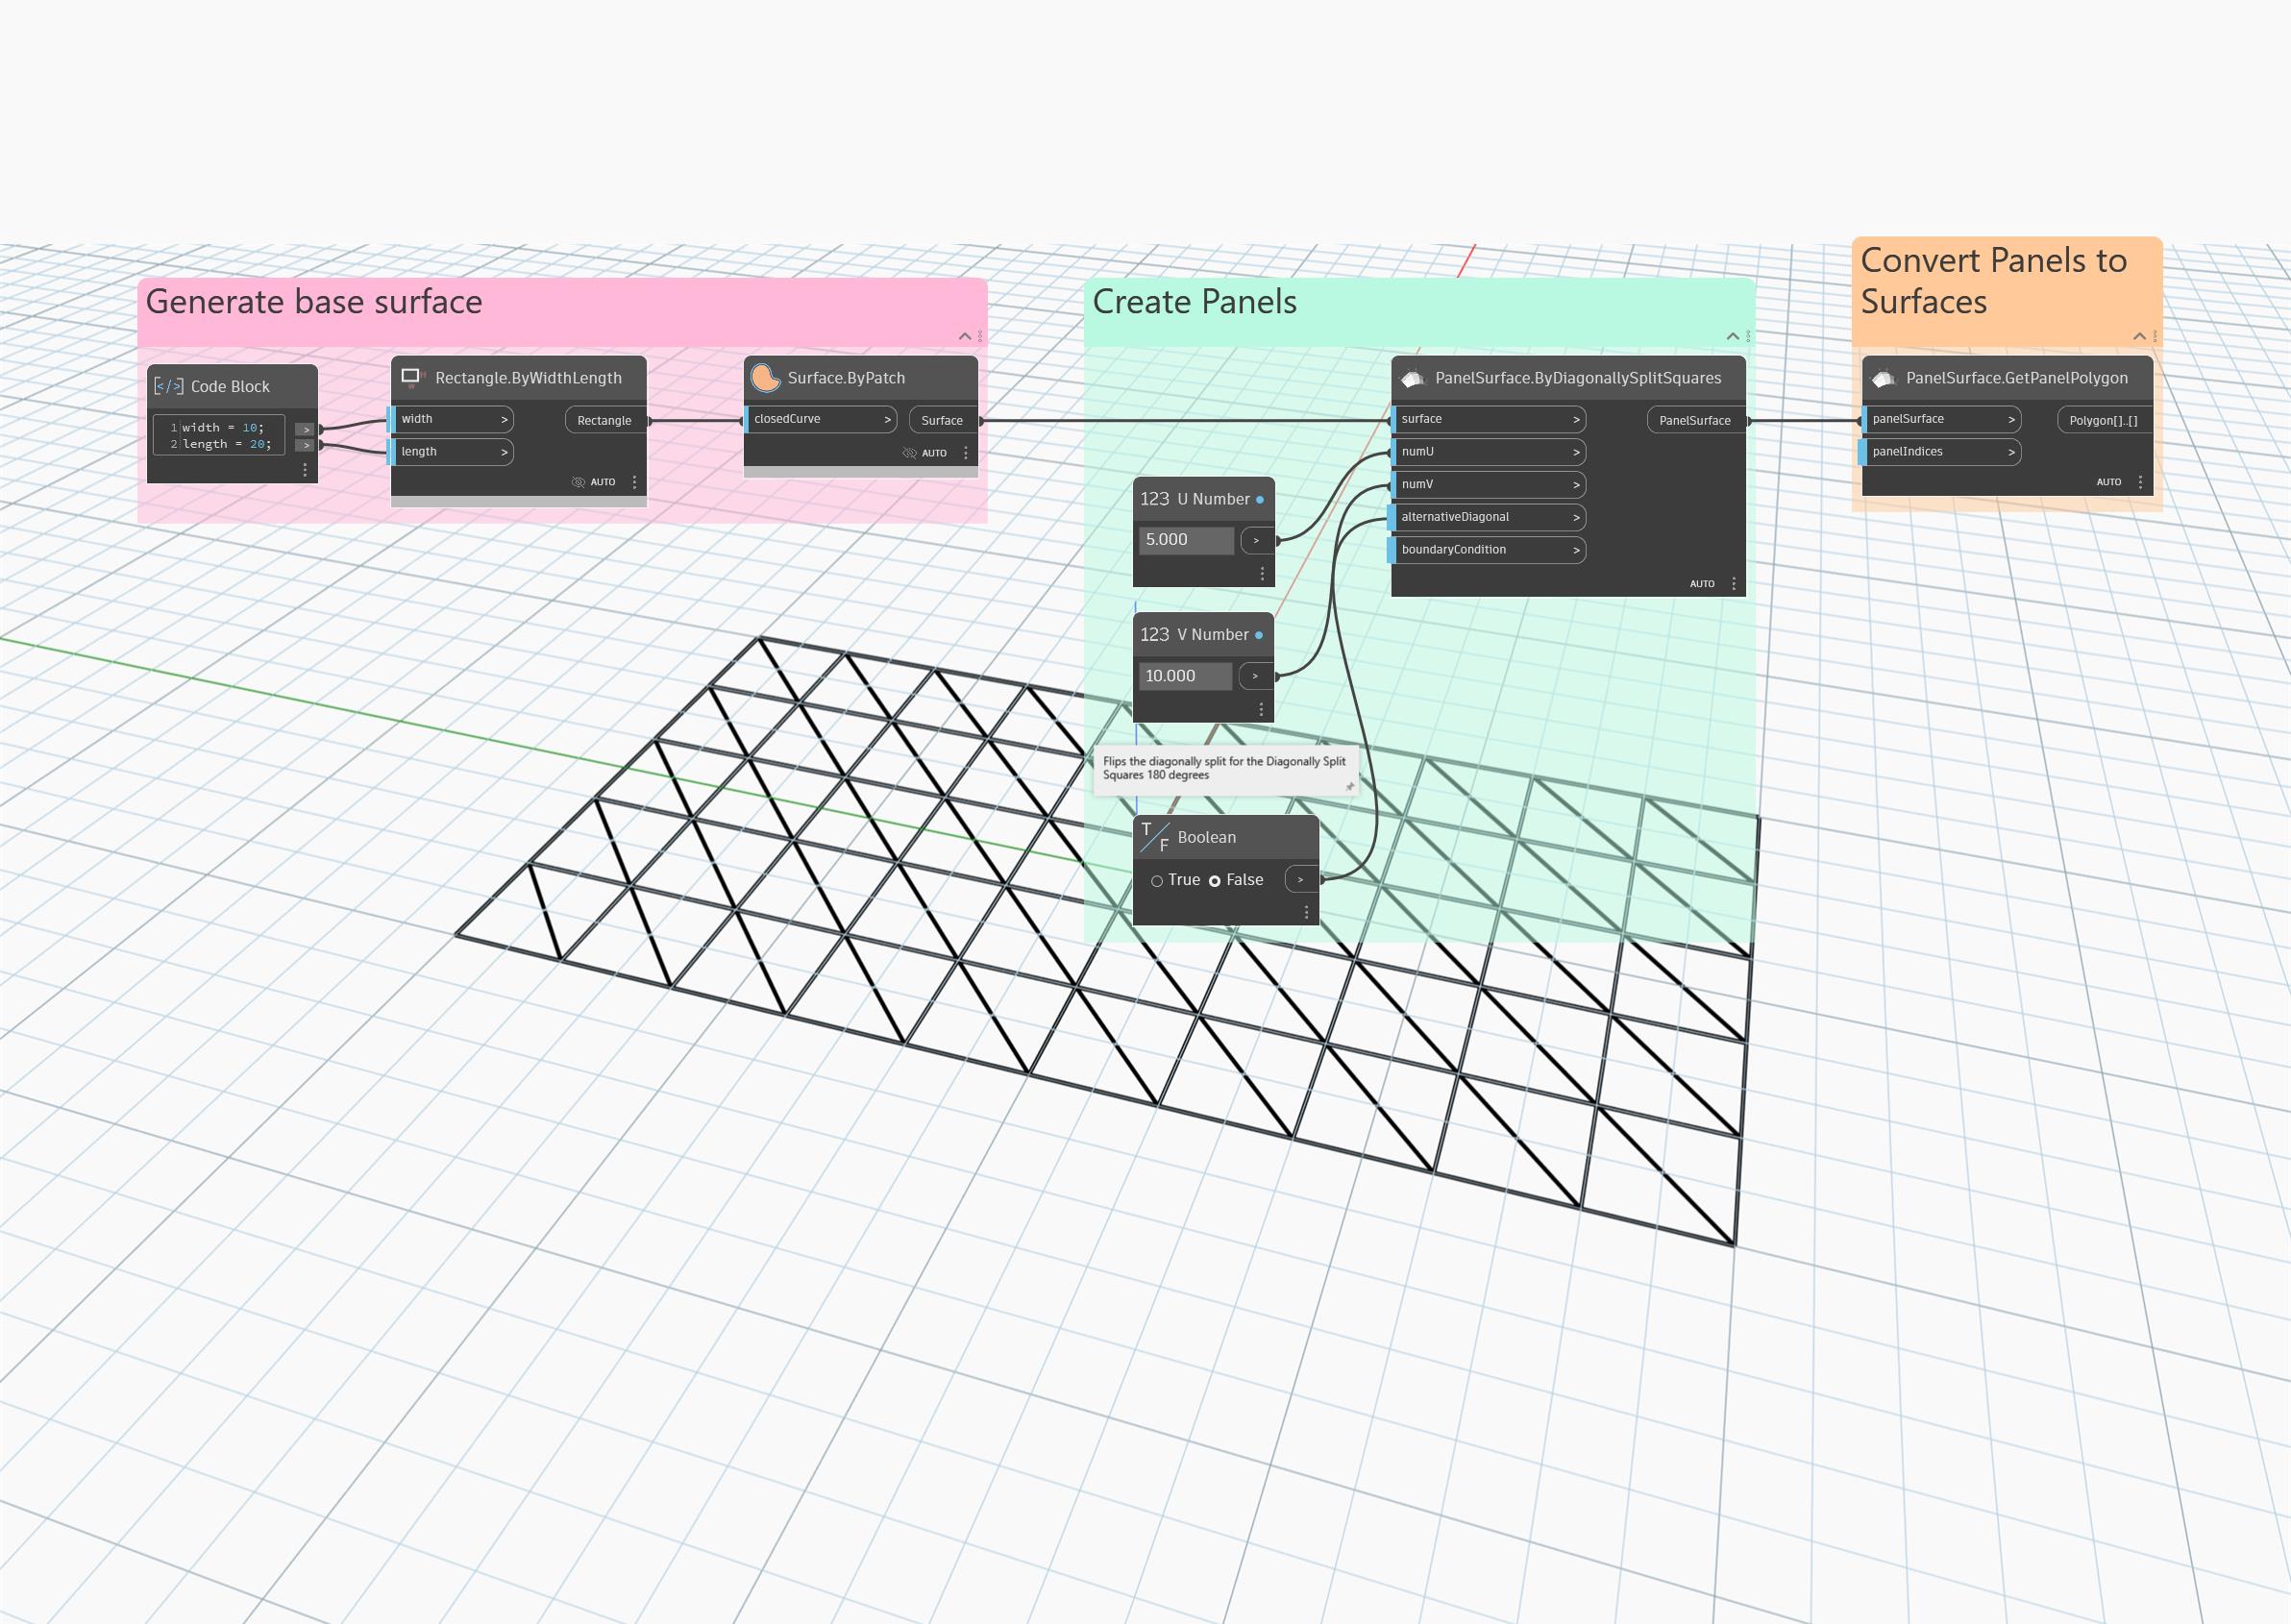 Generate base surface
Code Block
1 width = 10;
2 length = 20;
>
>
Rectangle.ByWidthLength
width >
length >
Rectangle
AUTO
Surface.ByPatch
closedCurve >
Surface
AUTO
Create Panels
123 U Number
5.000
>
123 V Number
10.000
>
Flips the diagonally split for the Diagonally Split
Squares 180 degrees
T/F Boolean
True False
>
PanelSurface.ByDiagonallySplitSquares
surface >
numU >
numV >
alternativeDiagonal >
boundaryCondition >
PanelSurface
AUTO
Convert Panels to
Surfaces
PanelSurface.GetPanelPolygon
panelSurface >
panelIndices >
Polygon[]..[]
AUTO